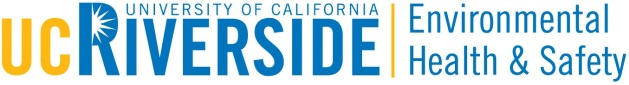 UNIVERSITY OF CALIFORNIA
UCRIVERSIDE
Environmental
Health & Safety